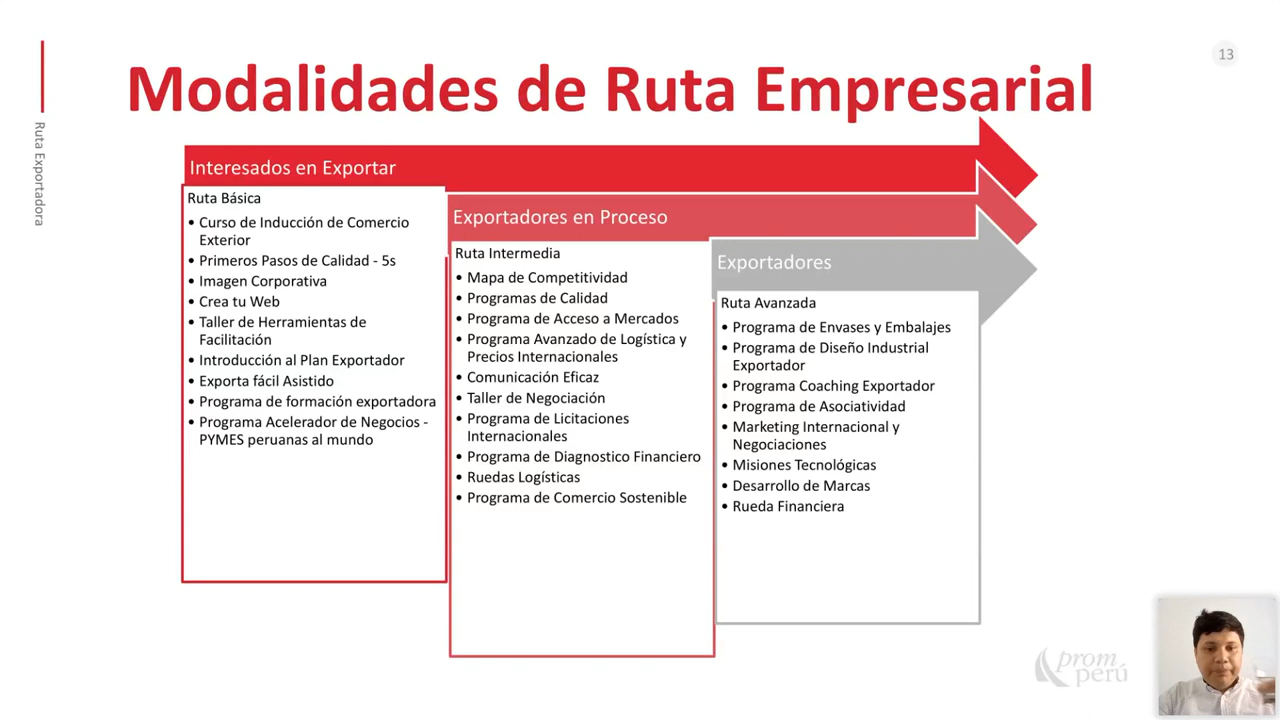 13
Modalidades de Ruta Empresarial
Ruta Exportadora
Interesados en Exportar
Ruta Básica
• Curso de Inducción de Comercio
Exterior
• Primeros Pasos de Calidad - 5s
• Imagen Corporativa
• Crea tu Web
• Taller de Herramientas de
Facilitación
• Introducción al Plan Exportador
• Exporta fácil Asistido
• Programa de formación exportadora
• Programa Acelerador de Negocios -
PYMES peruanas al mundo
Exportadores en Proceso
Ruta Intermedia
• Mapa de Competitividad
• Programas de Calidad
• Programa de Acceso a Mercados
• Programa Avanzado de Logística y
Precios Internacionales
• Comunicación Eficaz
• Taller de Negociación
• Programa de Licitaciones
Internacionales
• Programa de Diagnostico Financiero
• Ruedas Logísticas
• Programa de Comercio Sostenible
Exportadores
Ruta Avanzada
• Programa de Envases y Embalajes
• Programa de Diseño Industrial
Exportador
• Programa Coaching Exportador
• Programa de Asociatividad
• Marketing Internacional y
Negociaciones
• Misiones Tecnológicas
• Desarrollo de Marcas
• Rueda Financiera
prom
perú